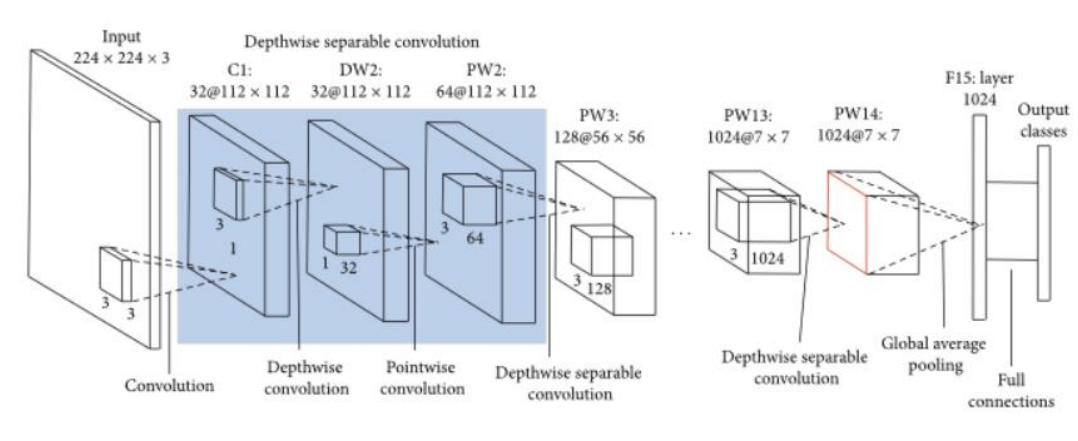 Input
224 × 224 × 3
Depthwise separable convolution
C1:
32@112 × 112
DW2:
32@112 × 112
PW2:
64@112 × 112
PW3:
128@56 × 56
PW13:
1024@7 × 7
PW14:
1024@7 × 7
F15: layer
1024
Output
classes
3
3
3
1
1
32
3
64
3
128
...
3
1024
Convolution
Depthwise
convolution
Pointwise
convolution
Depthwise separable
convolution
Depthwise separable
convolution
Global average
pooling
Full
connections